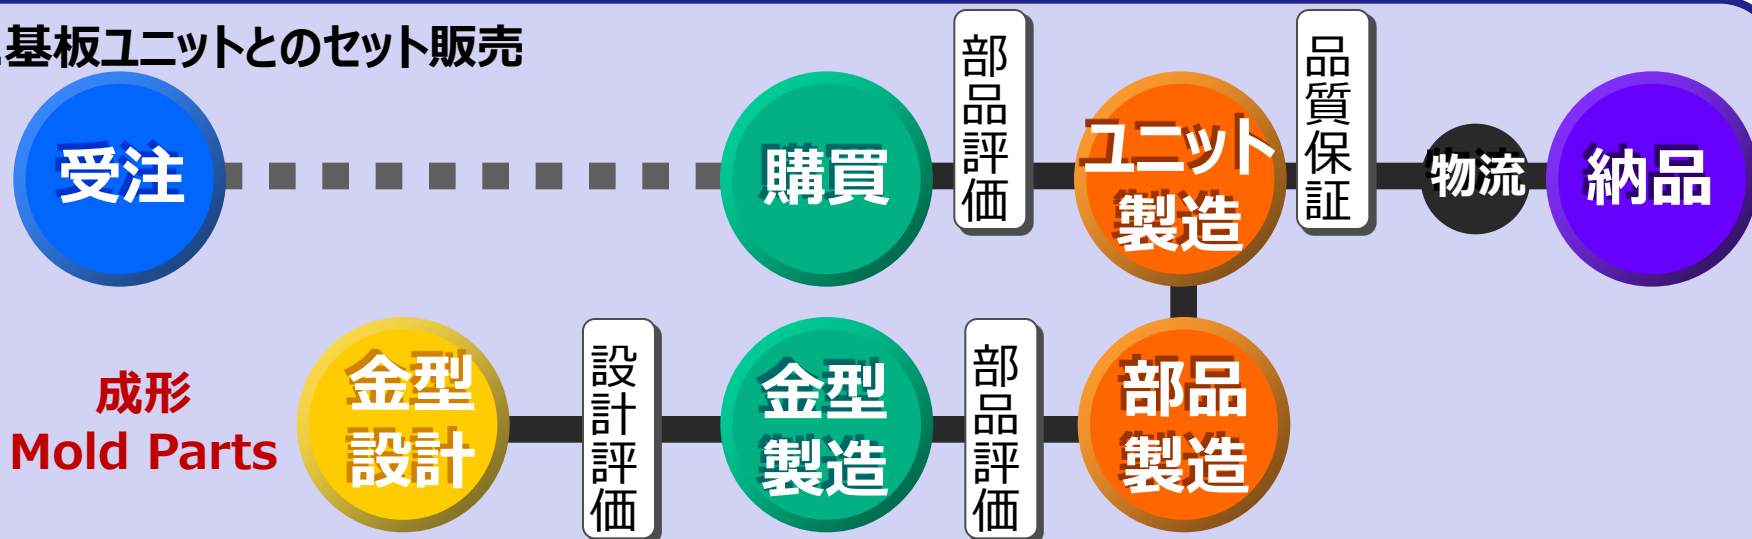 基板ユニットとのセット販売
受注
購買
部品評価
ユニット
製造
品質保証
物流
納品
成形
Mold Parts
金型
設計
設計評価
金型
製造
部品評価
部品
製造